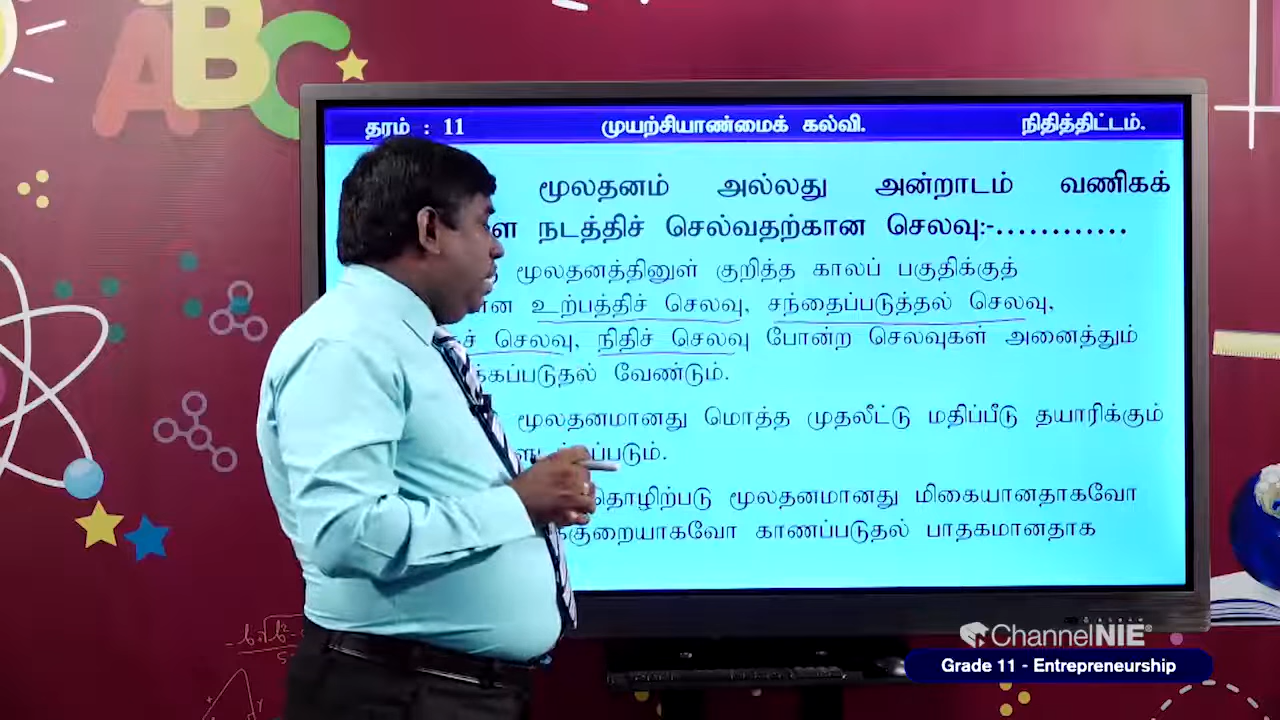 ABC
தரம் : 11 முயற்சியாண்மைக் கல்வி. நிதித்திட்டம்.
மூலதனம் அல்லது அன்றாடம் வணிகக்
நடத்திச் செல்வதற்கான செலவு:-............
மூலதனத்தினுள் குறித்த காலப் பகுதிக்குத்
உற்பத்திச் செலவு, சந்தைப்படுத்தல் செலவு,
செலவு, நிதிச் செலவு போன்ற செலவுகள் அனைத்தும்
வேண்டும்.
மூலதனமானது மொத்த முதலீட்டு மதிப்பீடு தயாரிக்கும்
மூலதனமானது மிகையானதாகவோ
காணப்படுதல் பாதகமானதாக
ChannelNIE
Grade 11 - Entrepreneurship